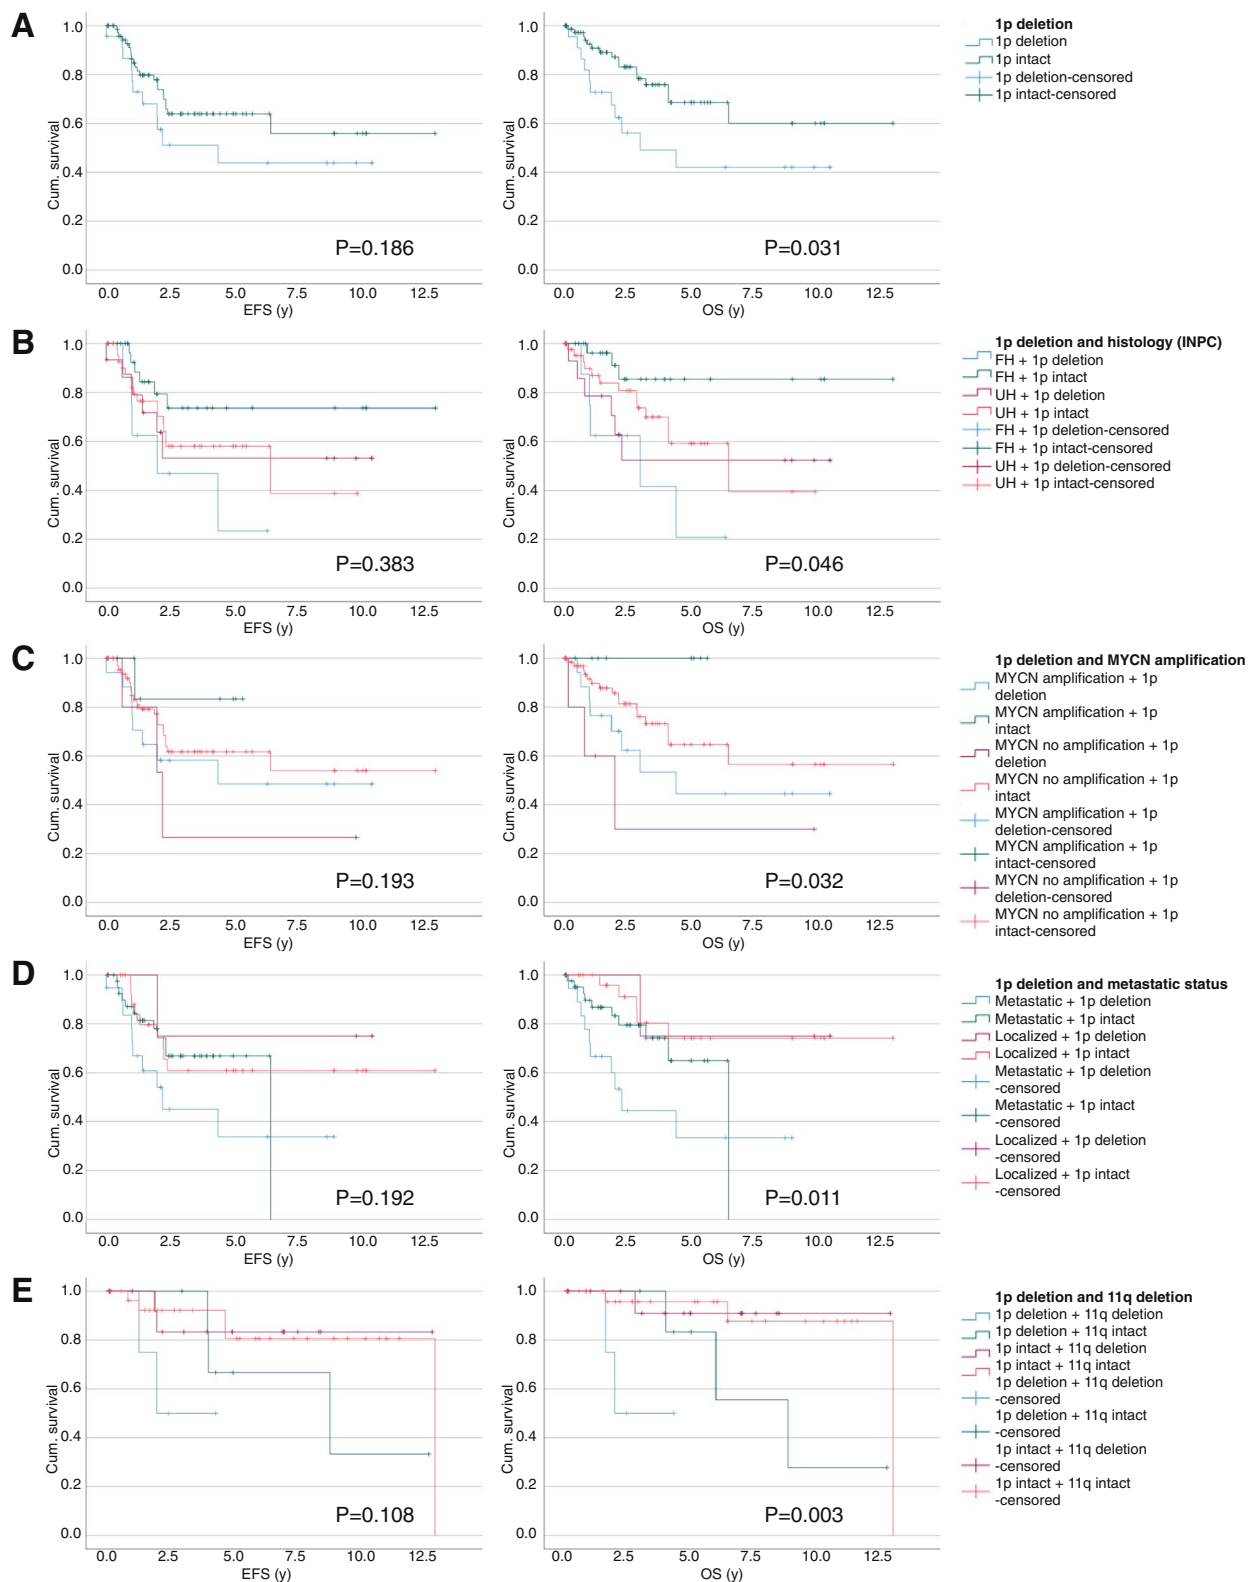 A
1.0
0.8
0.6
0.4
0.2
0.0
Cum. survival
P=0.186
0.0 2.5 5.0 7.5 10.0 12.5
EFS (y)
1.0
0.8
0.6
0.4
0.2
0.0
Cum. survival
P=0.031
0.0 2.5 5.0 7.5 10.0 12.5
OS (y)
1p deletion
1p deletion
1p intact
1p deletion-censored
1p intact-censored
B
1.0
0.8
0.6
0.4
0.2
0.0
Cum. survival
P=0.383
0.0 2.5 5.0 7.5 10.0 12.5
EFS (y)
1.0
0.8
0.6
0.4
0.2
0.0
Cum. survival
P=0.046
0.0 2.5 5.0 7.5 10.0 12.5
OS (y)
1p deletion and histology (INPC)
FH + 1p deletion
FH + 1p intact
UH + 1p deletion
UH + 1p intact
FH + 1p deletion-censored
FH + 1p intact-censored
UH + 1p deletion-censored
UH + 1p intact-censored
C
1.0
0.8
0.6
0.4
0.2
0.0
Cum. survival
P=0.193
0.0 2.5 5.0 7.5 10.0 12.5
EFS (y)
1.0
0.8
0.6
0.4
0.2
0.0
Cum. survival
P=0.032
0.0 2.5 5.0 7.5 10.0 12.5
OS (y)
1p deletion and MYCN amplification
MYCN amplification + 1p
deletion
MYCN amplification + 1p
intact
MYCN no amplification + 1p
deletion
MYCN no amplification + 1p
intact
MYCN amplification + 1p
deletion-censored
MYCN amplification + 1p
intact-censored
MYCN no amplification + 1p
deletion-censored
MYCN no amplification + 1p
intact-censored
D
1.0
0.8
0.6
0.4
0.2
0.0
Cum. survival
P=0.192
0.0 2.5 5.0 7.5 10.0 12.5
EFS (y)
1.0
0.8
0.6
0.4
0.2
0.0
Cum. survival
P=0.011
0.0 2.5 5.0 7.5 10.0 12.5
OS (y)
1p deletion and metastatic status
Metastatic + 1p deletion
Metastatic + 1p intact
Localized + 1p deletion
Localized + 1p intact
Metastatic + 1p deletion
-censored
Metastatic + 1p intact
-censored
Localized + 1p deletion
-censored
Localized + 1p intact
-censored
E
1.0
0.8
0.6
0.4
0.2
0.0
Cum. survival
P=0.108
0.0 2.5 5.0 7.5 10.0 12.5
EFS (y)
1.0
0.8
0.6
0.4
0.2
0.0
Cum. survival
P=0.003
0.0 2.5 5.0 7.5 10.0 12.5
OS (y)
1p deletion and 11q deletion
1p deletion + 11q deletion
1p deletion + 11q intact
1p intact + 11q deletion
1p intact + 11q intact
1p deletion + 11q deletion
-censored
1p deletion + 11q intact
-censored
1p intact + 11q deletion
-censored
1p intact + 11q intact
-censored